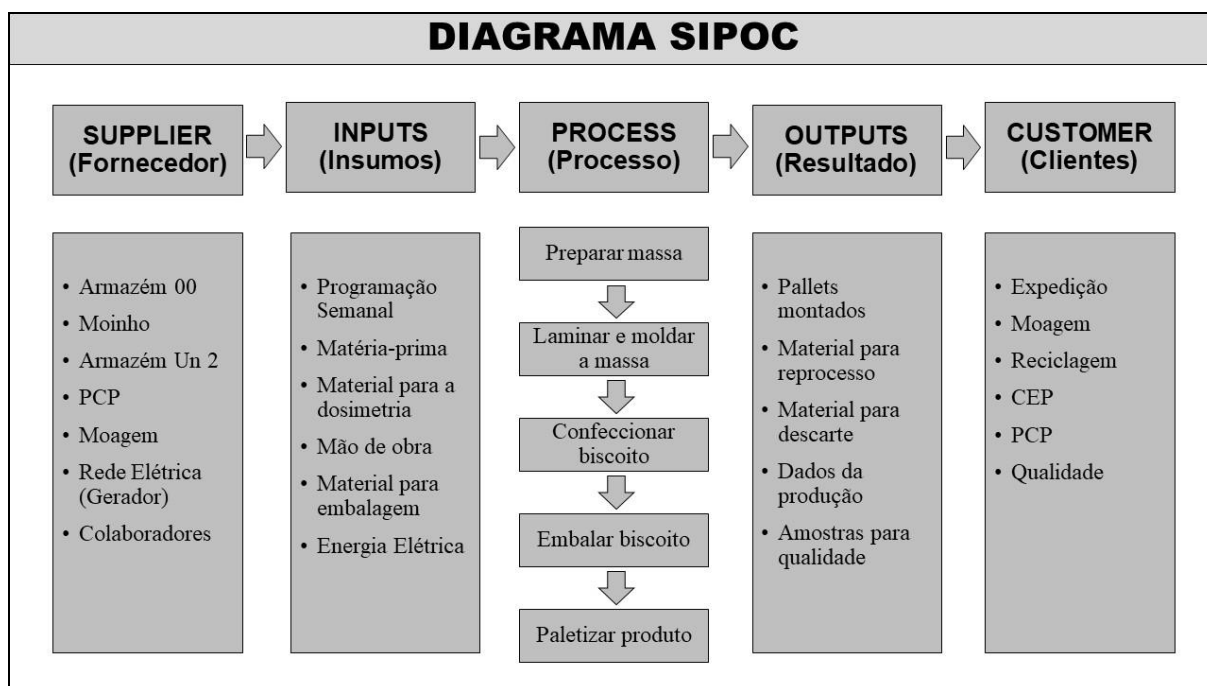 DIAGRAMA SIPOC
SUPPLIER
(Fornecedor)
INPUTS
(Insumos)
PROCESS
(Processo)
OUTPUTS
(Resultado)
CUSTOMER
(Clientes)
• Armazém 00
• Moinho
• Armazém Un 2
• PCP
• Moagem
• Rede Elétrica
(Gerador)
• Colaboradores
• Programação
Semanal
• Matéria-prima
• Material para a
dosimetria
• Mão de obra
• Material para
embalagem
• Energia Elétrica
Preparar massa
Laminar e moldar
a massa
Confeccionar
biscoito
Embalar biscoito
Paletizar produto
• Pallets
montados
• Material para
reprocesso
• Material para
descarte
• Dados da
produção
• Amostras para
qualidade
• Expedição
• Moagem
• Reciclagem
• CEP
• PCP
• Qualidade